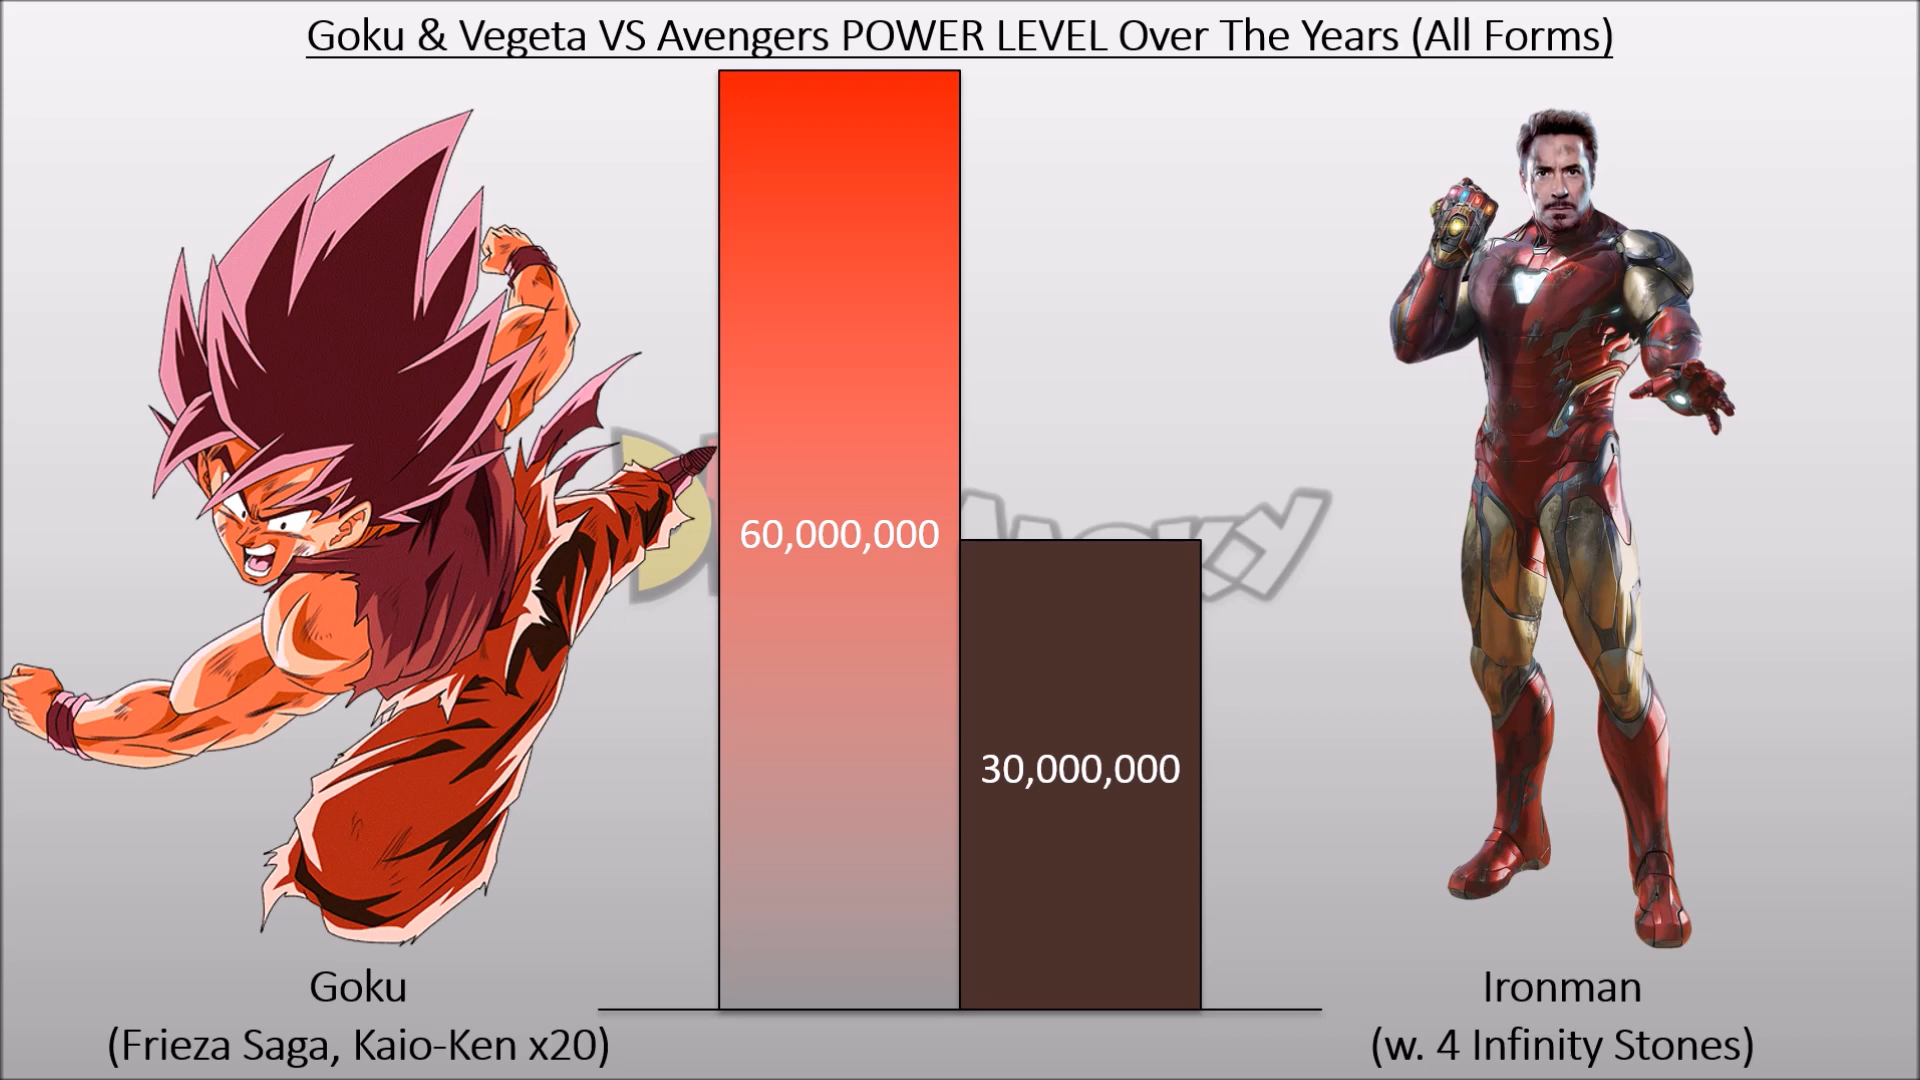 Goku & Vegeta VS Avengers POWER LEVEL Over The Years (All Forms)
60,000,000
30,000,000
Goku
(Frieza Saga, Kaio-Ken x20)
Ironman
(w. 4 Infinity Stones)